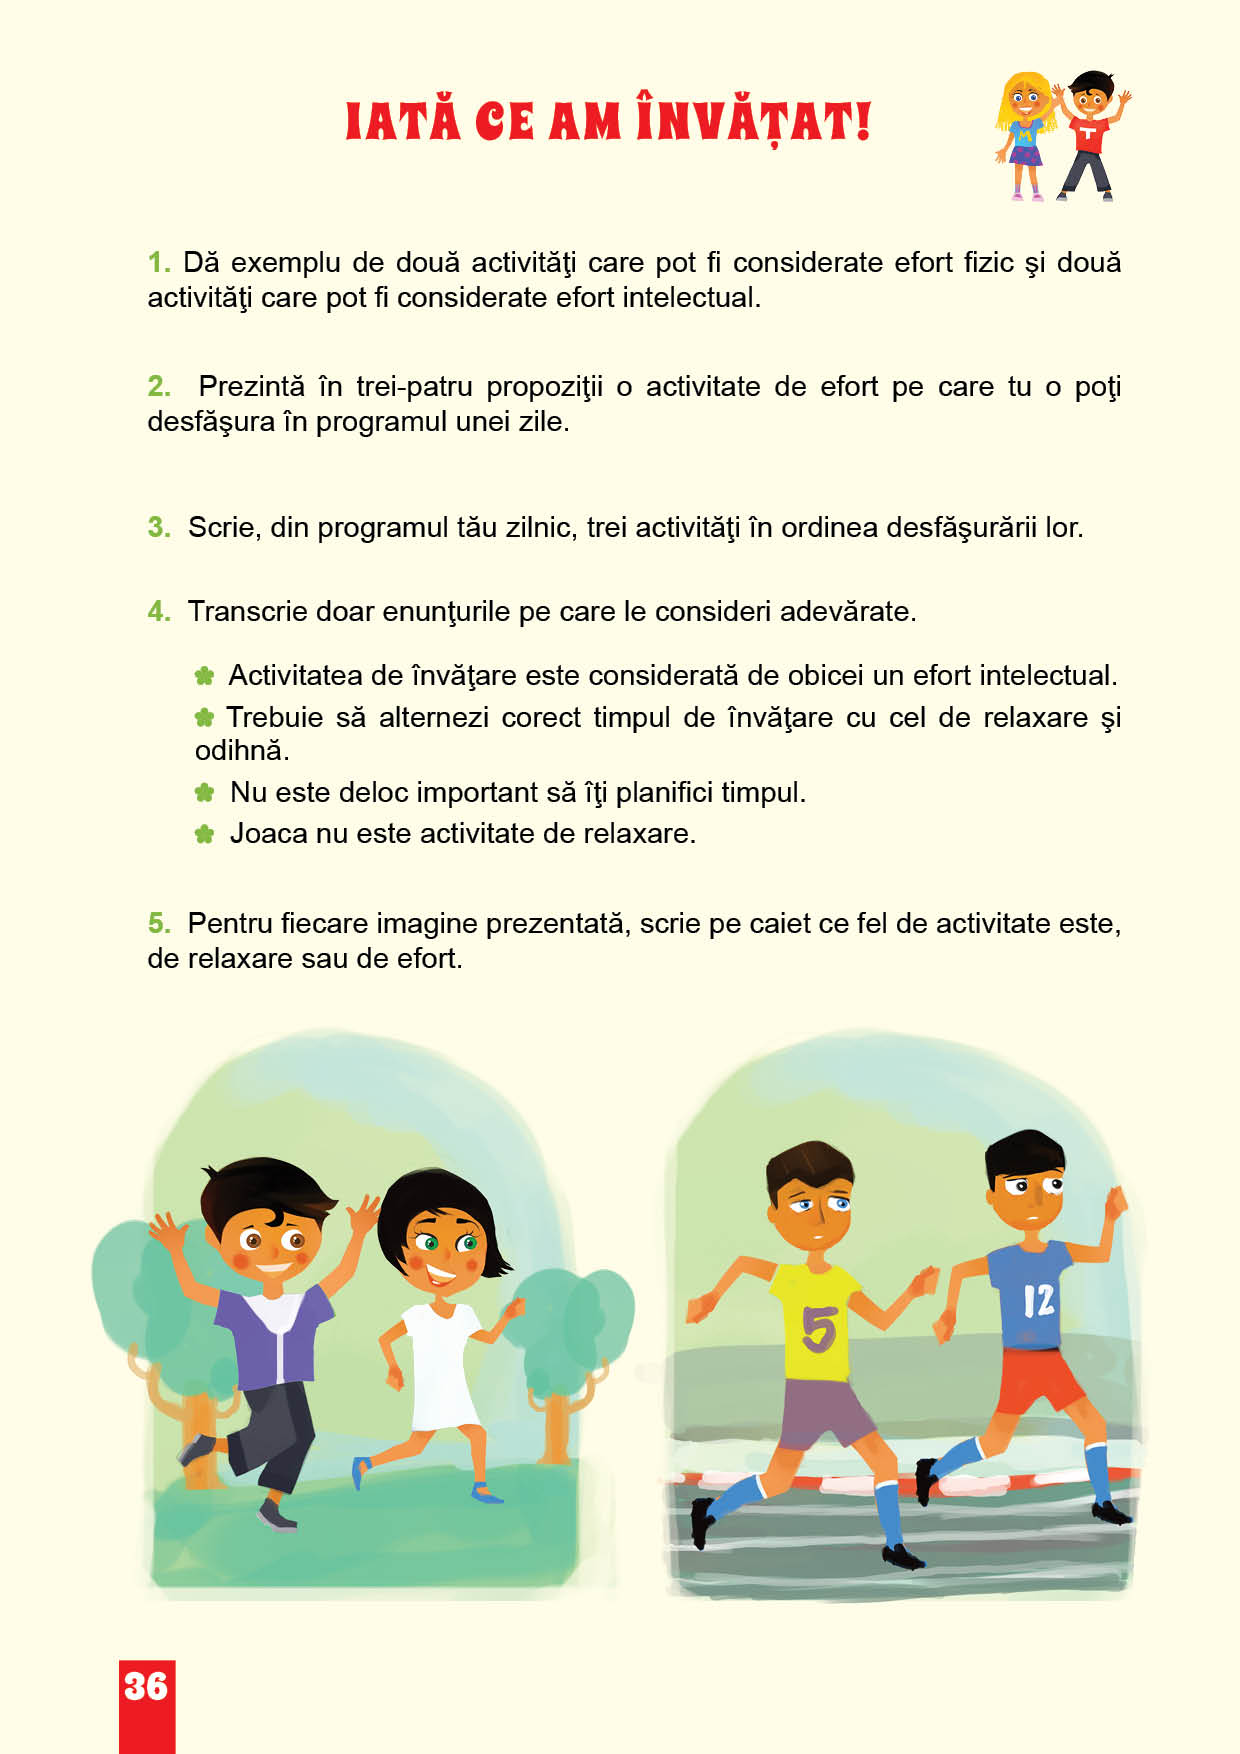 IATĂ CE AM ÎNVĂȚAT!
M
T
1. Dă exemplu de două activităţi care pot fi considerate efort fizic şi două
activităţi care pot fi considerate efort intelectual.
2. Prezintă în trei-patru propoziţii o activitate de efort pe care tu o poţi
desfăşura în programul unei zile.
3. Scrie, din programul tău zilnic, trei activităţi în ordinea desfăşurării lor.
4. Transcrie doar enunţurile pe care le consideri adevărate.
Activitatea de învăţare este considerată de obicei un efort intelectual.
Trebuie să alternezi corect timpul de învăţare cu cel de relaxare şi
odihnă.
Nu este deloc important să îţi planifici timpul.
Joaca nu este activitate de relaxare.
5. Pentru fiecare imagine prezentată, scrie pe caiet ce fel de activitate este,
de relaxare sau de efort.
5
12
36